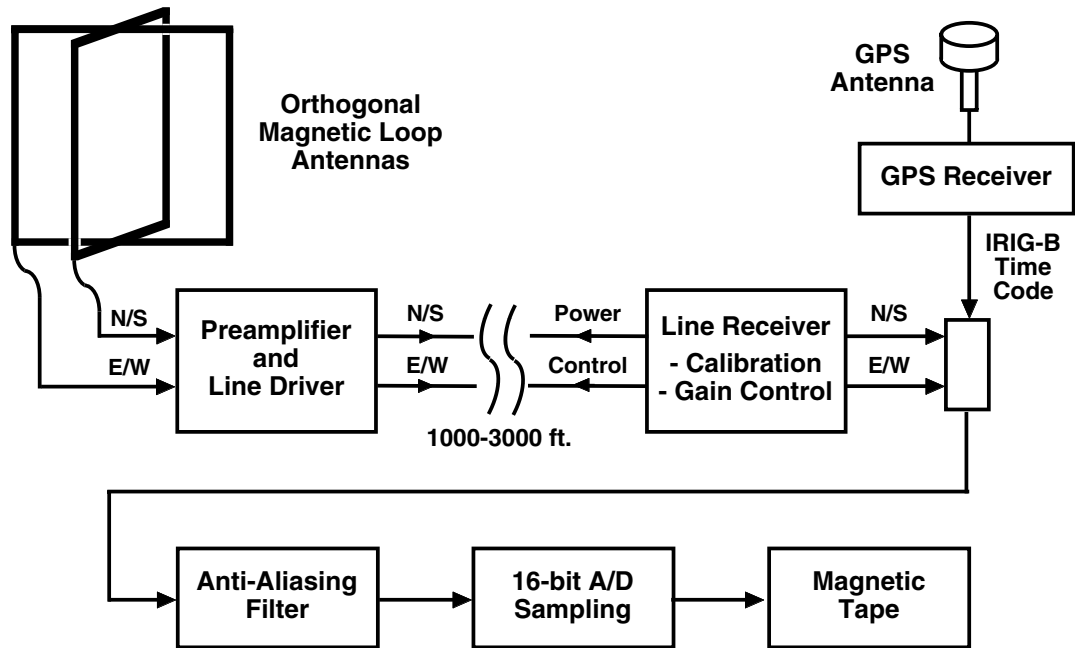 Orthogonal
Magnetic Loop
Antennas
GPS
Antenna
GPS Receiver
IRIG-B
Time
Code
N/S
E/W
Preamplifier
and
Line Driver
N/S
E/W
1000-3000 ft.
Power
Control
Line Receiver
- Calibration
- Gain Control
N/S
E/W
Anti-Aliasing
Filter
16-bit A/D
Sampling
Magnetic
Tape